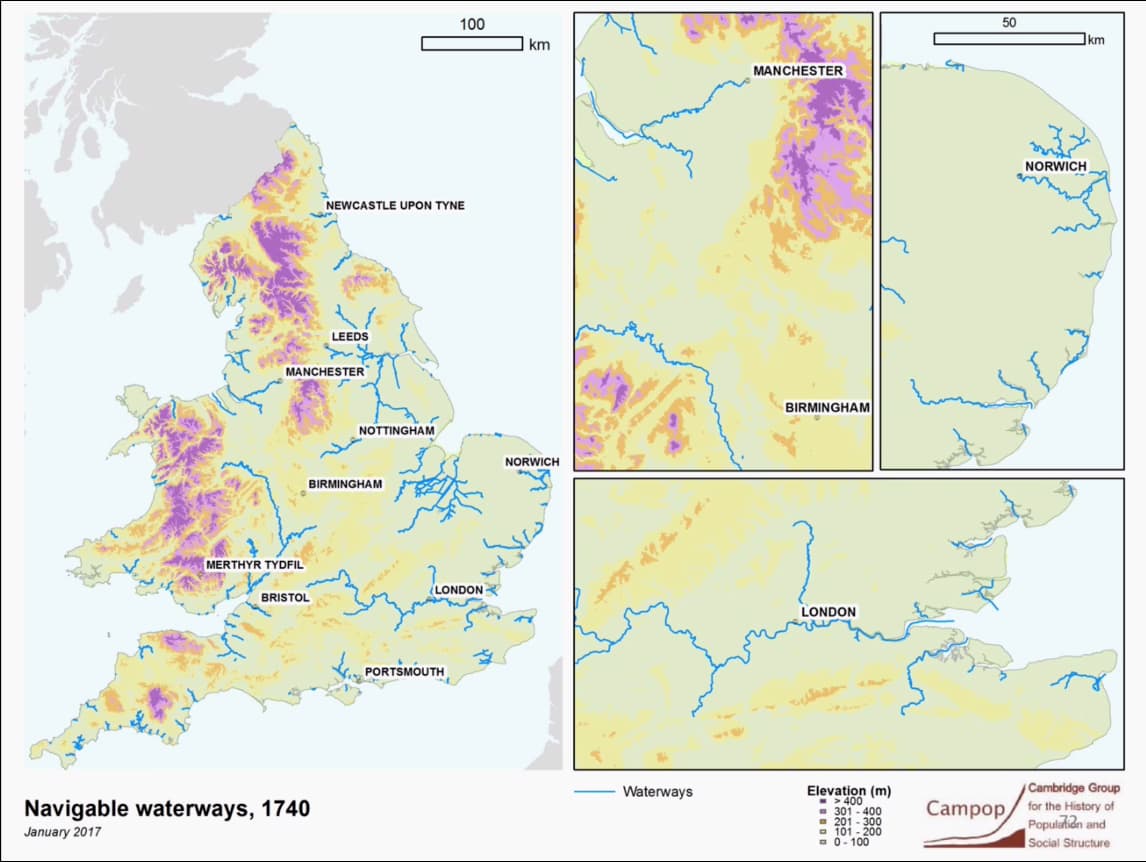 100
km
NEWCASTLE UPON TYNE
LEEDS
MANCHESTER
NOTTINGHAM
NORWICH
BIRMINGHAM
MERTHYR TYDFIL
BRISTOL
LONDON
PORTSMOUTH
MANCHESTER
BIRMINGHAM
50
km
NORWICH
LONDON
Navigable waterways, 1740
January 2017
Waterways
Elevation (m)
> 400
301 - 400
201 - 300
101 - 200
0 - 100
Campop
Cambridge Group
for the History of
Population and
Social Structure
72